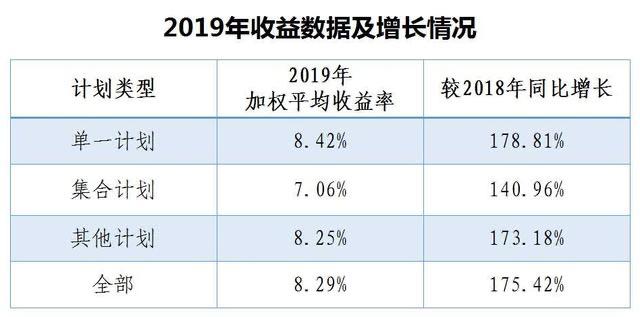 2019年收益数据及增长情况
计划类型
2019年
加权平均收益率
较2018年同比增长
单一计划 8.42% 178.81%
集合计划 7.06% 140.96%
其他计划 8.25% 173.18%
全部 8.29% 175.42%